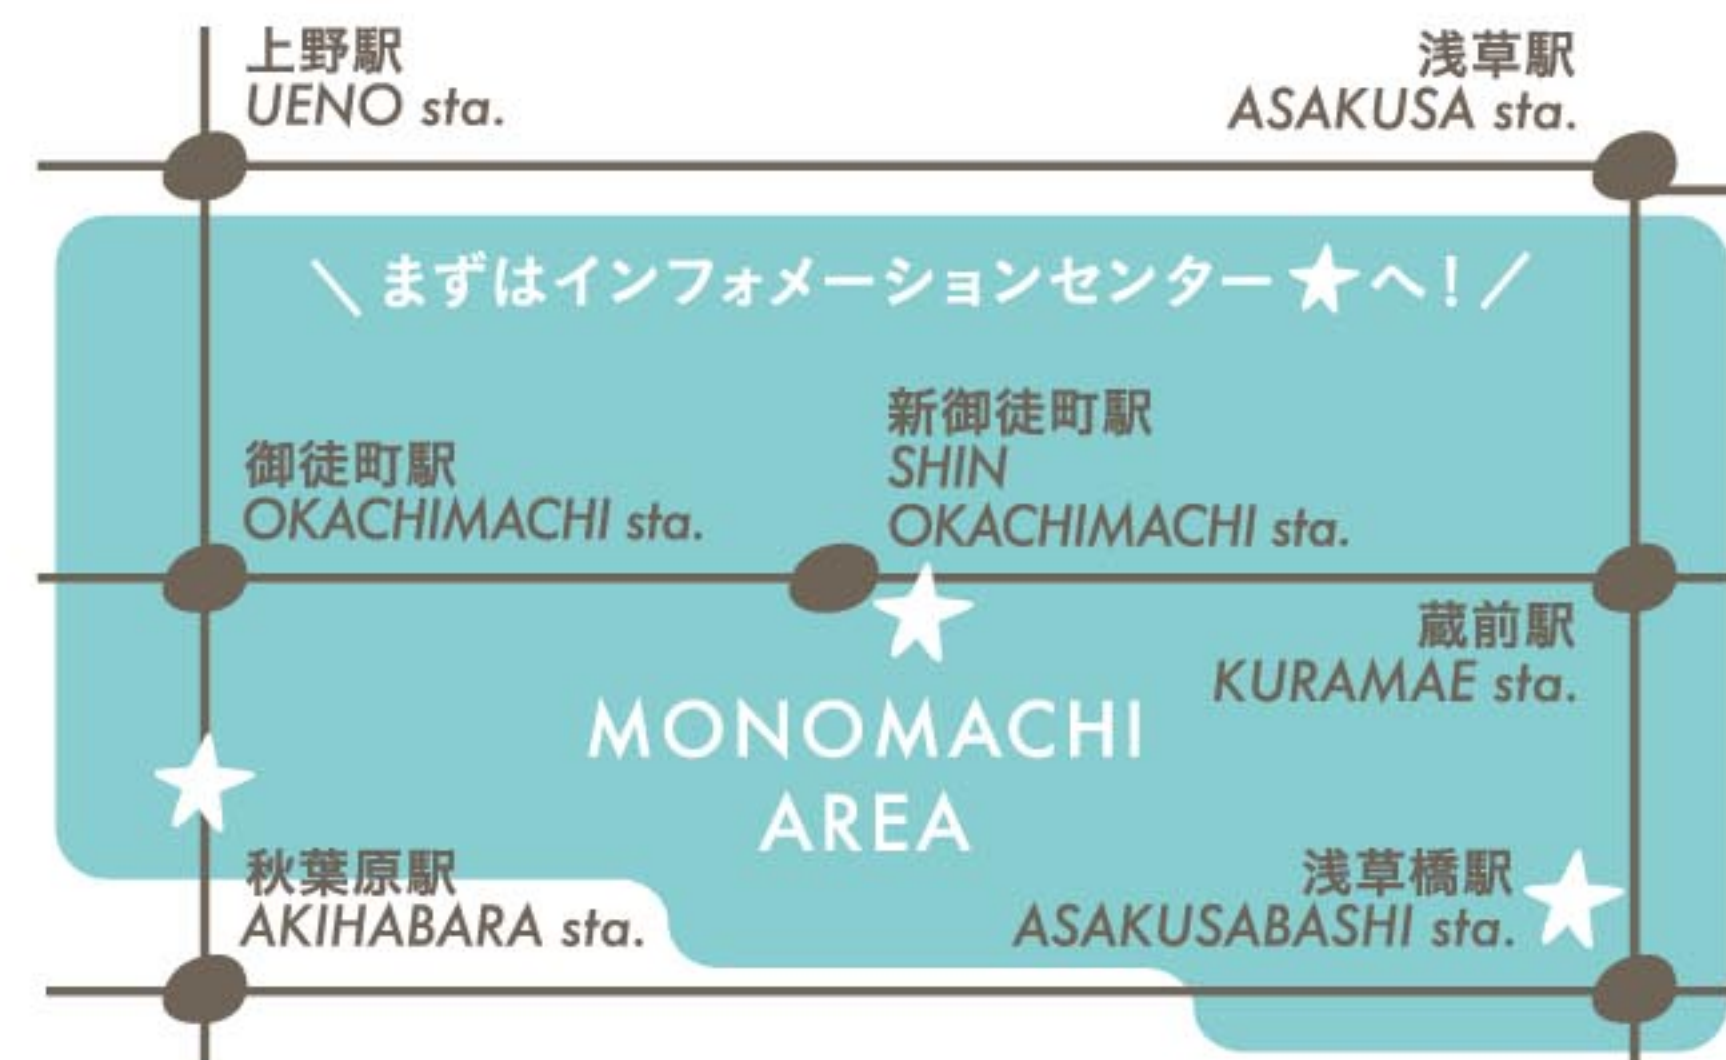 上野駅
UENO sta.
浅草駅
ASAKUSA sta.
\ まずはインフォメーションセンター★へ! /
新御徒町駅
SHIN
OKACHIMACHI sta.
御徒町駅
OKACHIMACHI sta.
蔵前駅
KURAMAE sta.
MONOMACHI
AREA
秋葉原駅
AKIHABARA sta.
浅草橋駅
ASAKUSABASHI sta.